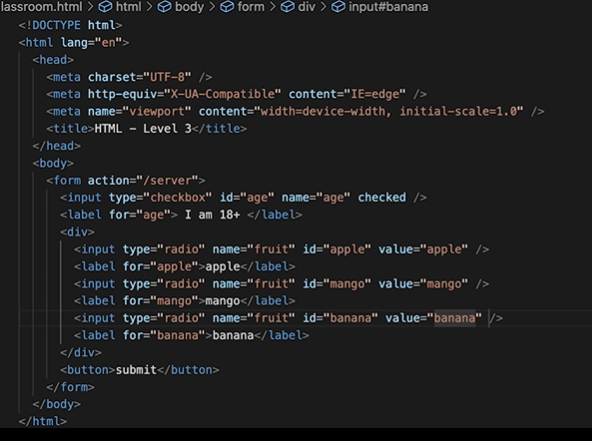 lassroom.html > html > body > form > div > input#banana
<!DOCTYPE html>
<html lang="en">
<head>
<meta charset="UTF-8" />
<meta http-equiv="X-UA-Compatible" content="IE=edge" />
<meta name="viewport" content="width=device-width, initial-scale=1.0" />
<title>HTML - Level 3</title>
</head>
<body>
<form action="/server">
<input type="checkbox" id="age" name="age" checked />
<label for="age"> I am 18+ </label>
<div>
<input type="radio" name="fruit" id="apple" value="apple" />
<label for="apple">apple</label>
<input type="radio" name="fruit" id="mango" value="mango" />
<label for="mango">mango</label>
<input type="radio" name="fruit" id="banana" value="banana" />
<label for="banana">banana</label>
</div>
<button>submit</button>
</form>
</body>
</html>